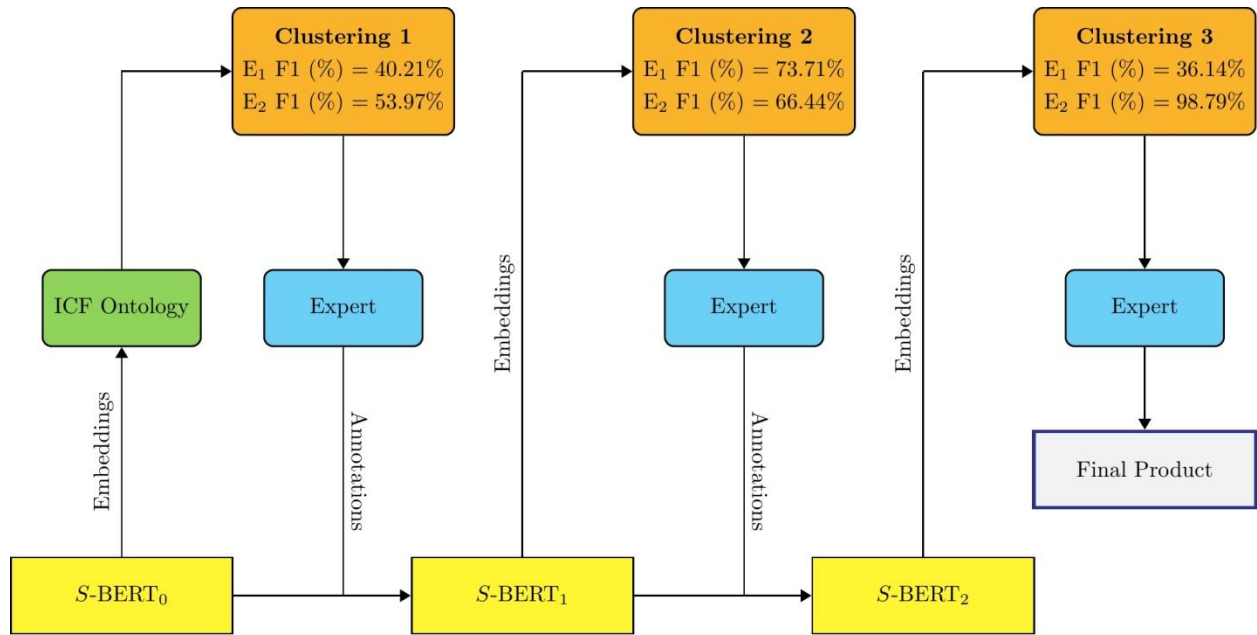 Clustering 1
E₁ F1 (%) = 40.21%
E₂ F1 (%) = 53.97%
Clustering 2
E₁ F1 (%) = 73.71%
E₂ F1 (%) = 66.44%
Clustering 3
E₁ F1 (%) = 36.14%
E₂ F1 (%) = 98.79%
ICF Ontology
Expert
Embeddings
Expert
Embeddings
Expert
Embeddings
Annotations
Annotations
Final Product
S-BERT₀
S-BERT₁
S-BERT₂